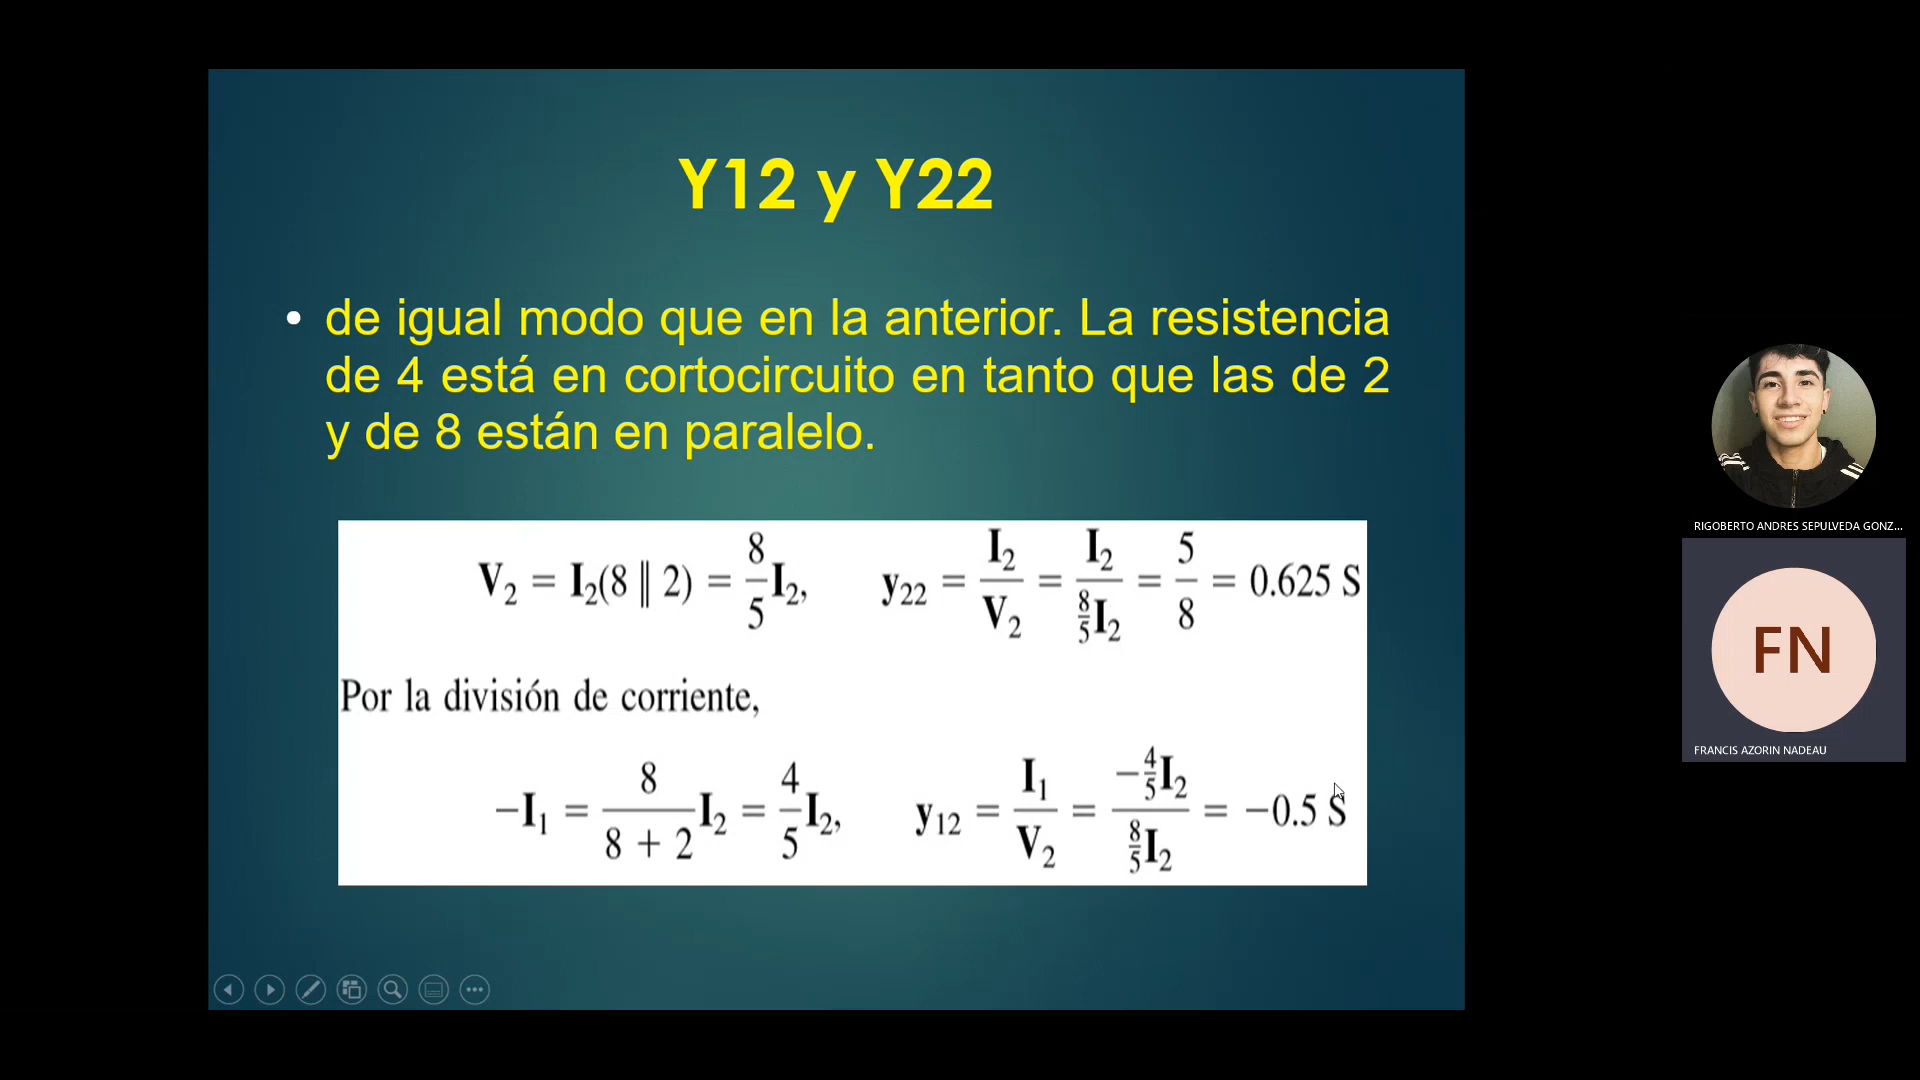 Y12 y Y22
• de igual modo que en la anterior. La resistencia
de 4 está en cortocircuito en tanto que las de 2
y de 8 están en paralelo.
V₂ = I₂(8 ∥ 2) = 8/5 I₂, y₂₂ = I₂/V₂ = I₂/(8/5 I₂) = 5/8 = 0.625 S
Por la división de corriente,
−I₁ = 8/(8 + 2) I₂ = 4/5 I₂, y₁₂ = I₁/V₂ = (−4/5 I₂)/(8/5 I₂) = −0.5 S
RIGOBERTO ANDRES SEPULVEDA GONZ...
FN
FRANCIS AZORIN NADEAU